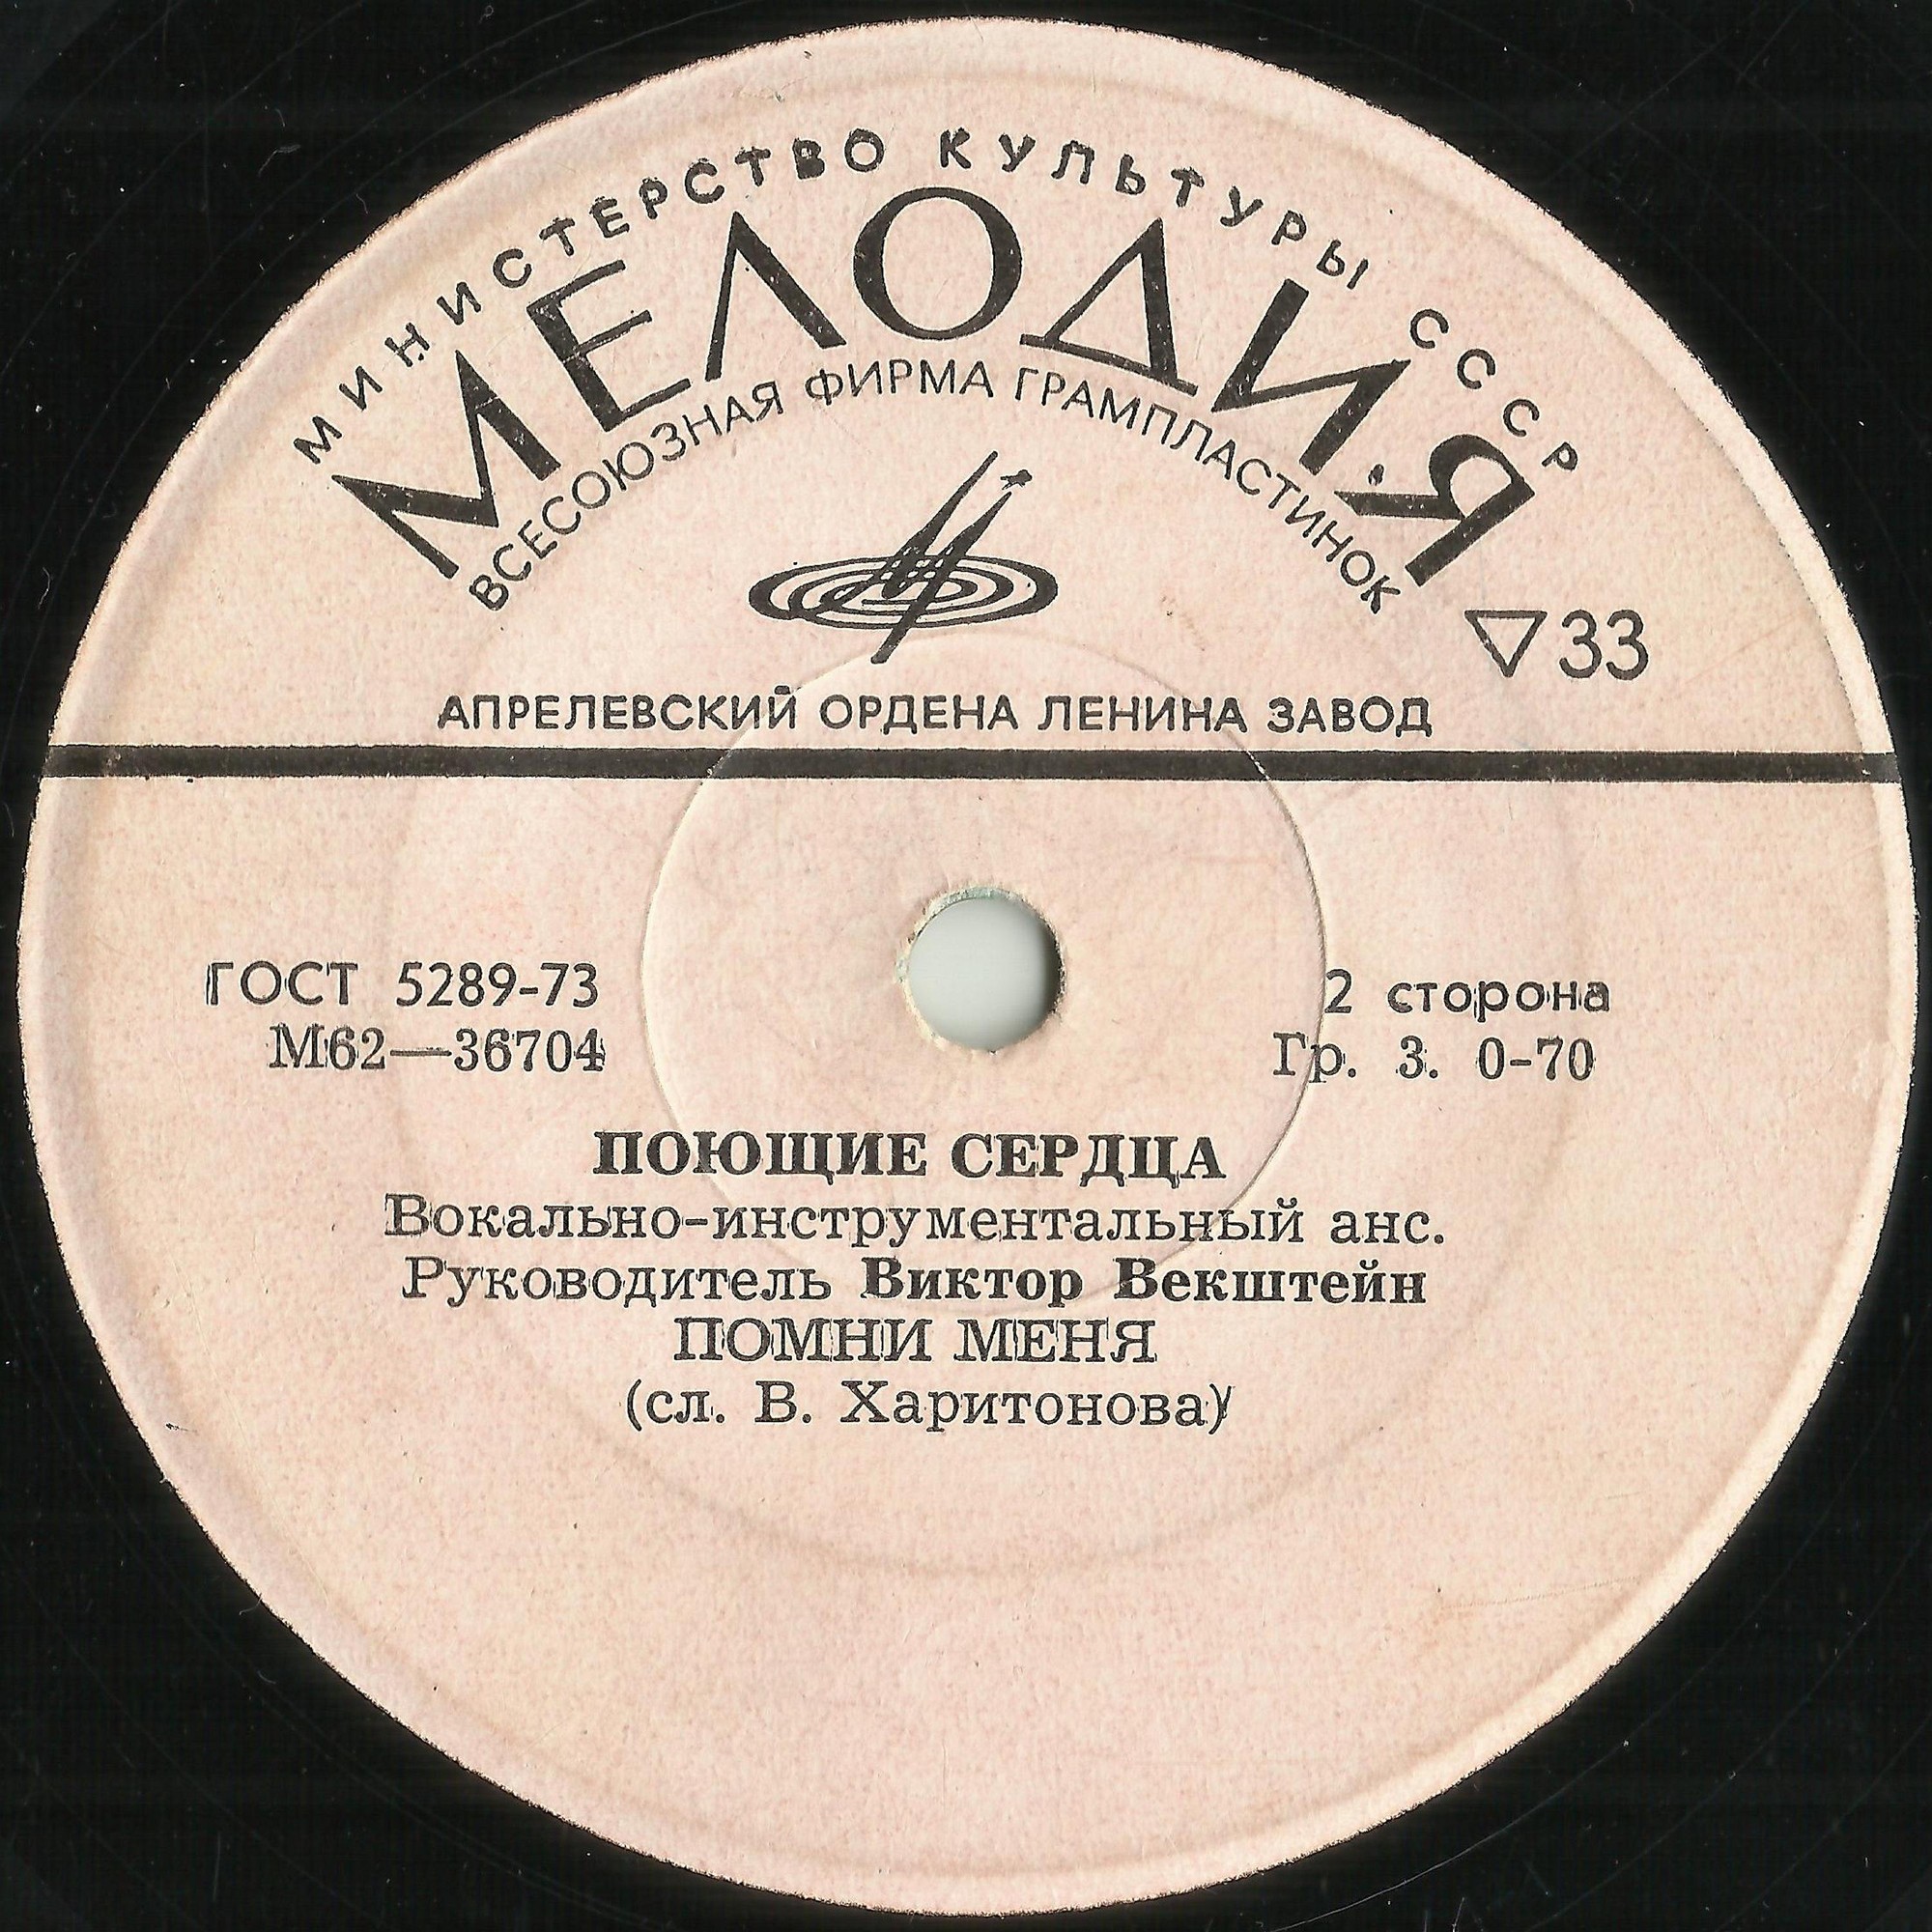 МИНИСТЕРСТВО КУЛЬТУРЫ СССР
МЕЛОДИЯ
ВСЕСОЮЗНАЯ ФИРМА ГРАМПЛАСТИНОК
▽33
АПРЕЛЕВСКИЙ ОРДЕНА ЛЕНИНА ЗАВОД
ГОСТ 5289-73
М62—36704
2 сторона
Гр. 3. 0-70
ПОЮЩИЕ СЕРДЦА
Вокально-инструментальный анс.
Руководитель Виктор Векштейн
ПОМНИ МЕНЯ
(сл. В. Харитонова)